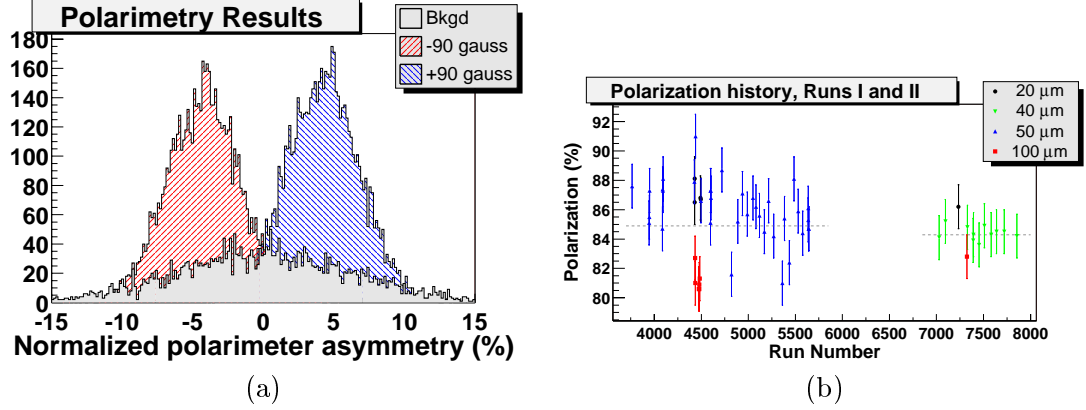 Polarimetry Results
Bkgd
-90 gauss
+90 gauss
180
160
140
120
100
80
60
40
20
0
-15 -10 -5 0 5 10 15
Normalized polarimeter asymmetry (%)
(a)
Polarization history, Runs I and II
20 μm
40 μm
50 μm
100 μm
Polarization (%)
92
90
88
86
84
82
80
4000 4500 5000 5500 6000 6500 7000 7500 8000
Run Number
(b)